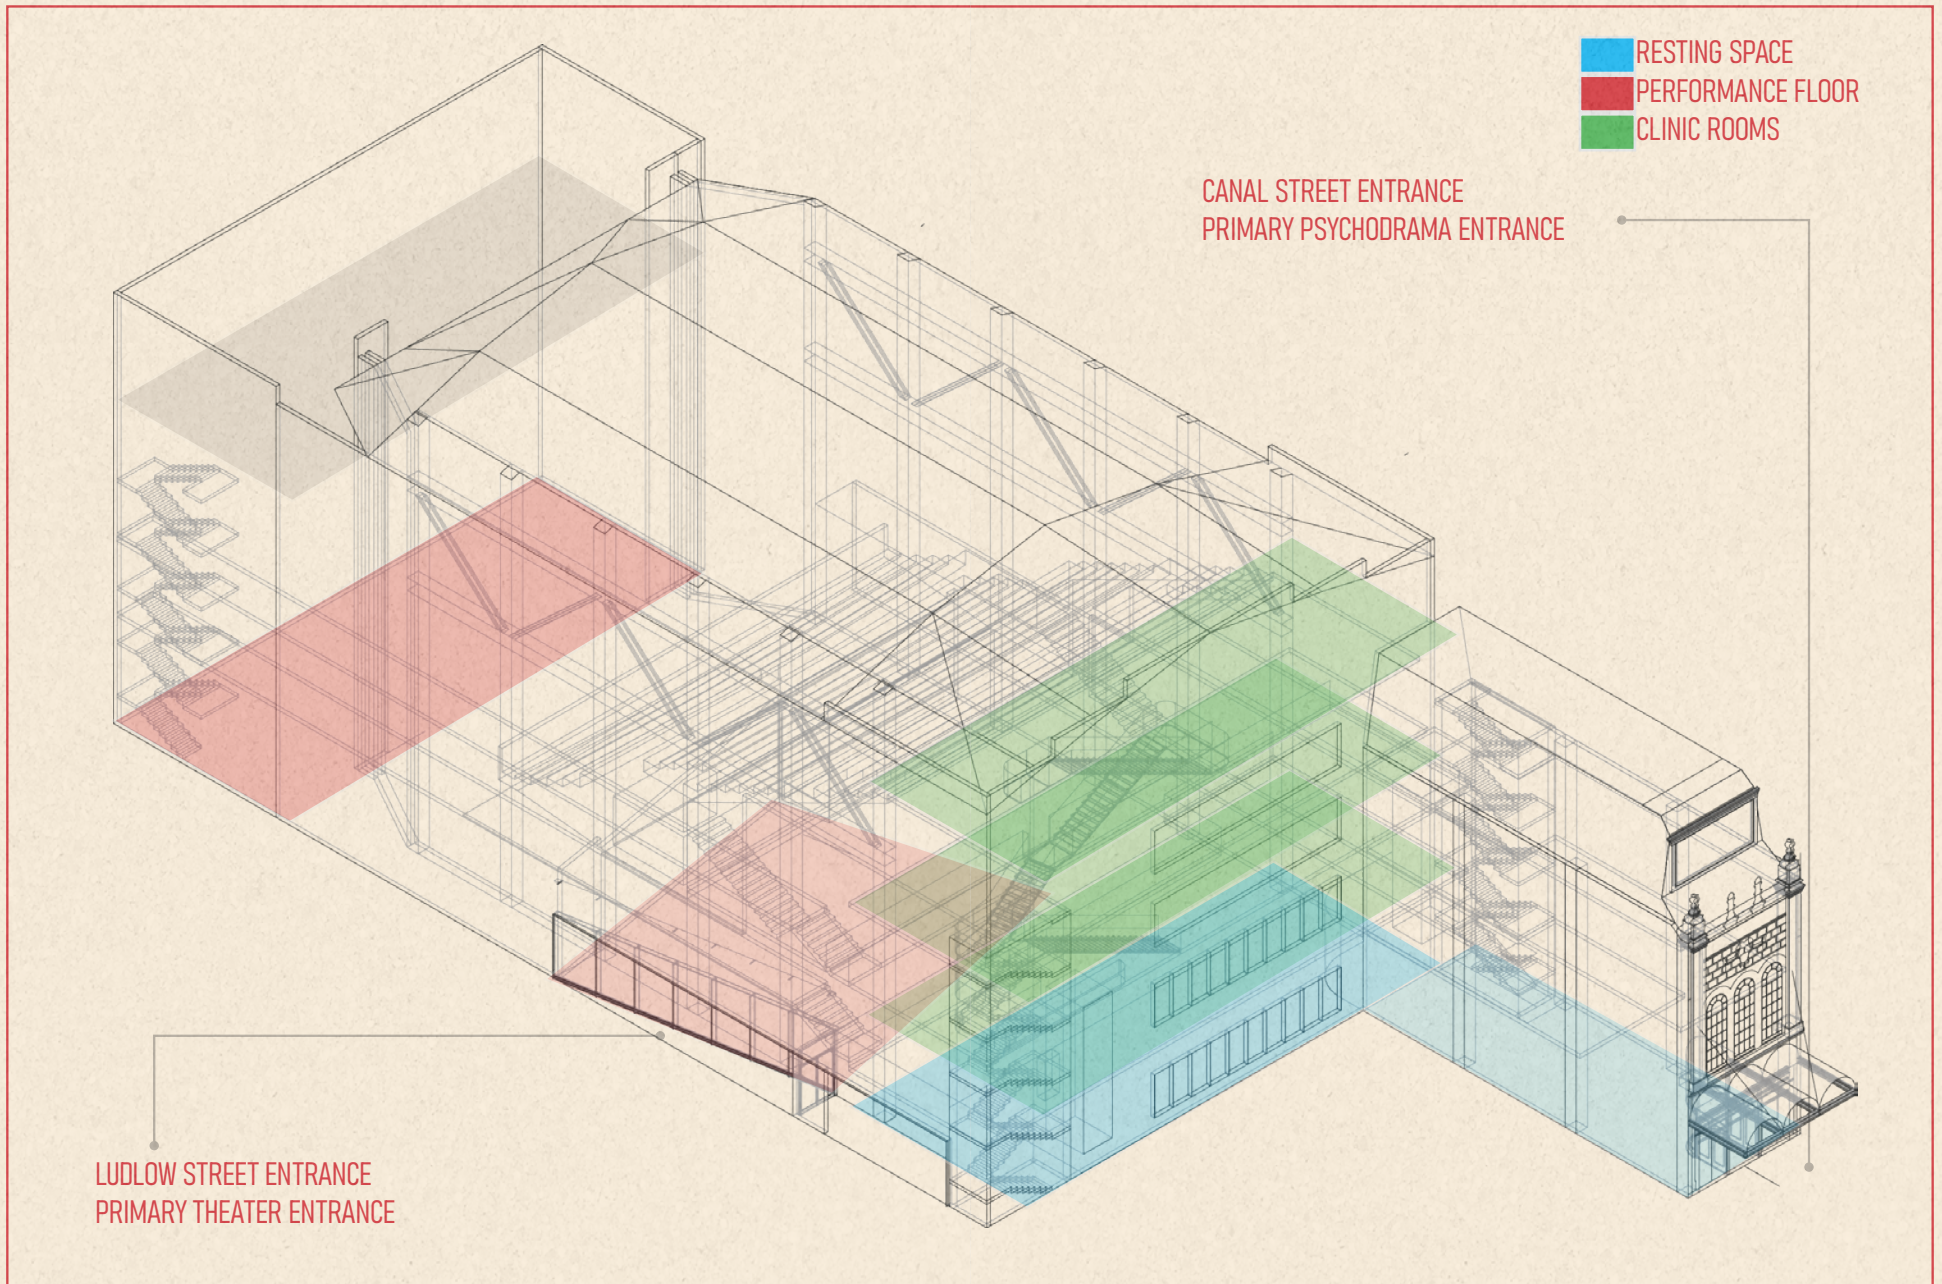 RESTING SPACE
PERFORMANCE FLOOR
CLINIC ROOMS
CANAL STREET ENTRANCE
PRIMARY PSYCHODRAMA ENTRANCE
LUDLOW STREET ENTRANCE
PRIMARY THEATER ENTRANCE